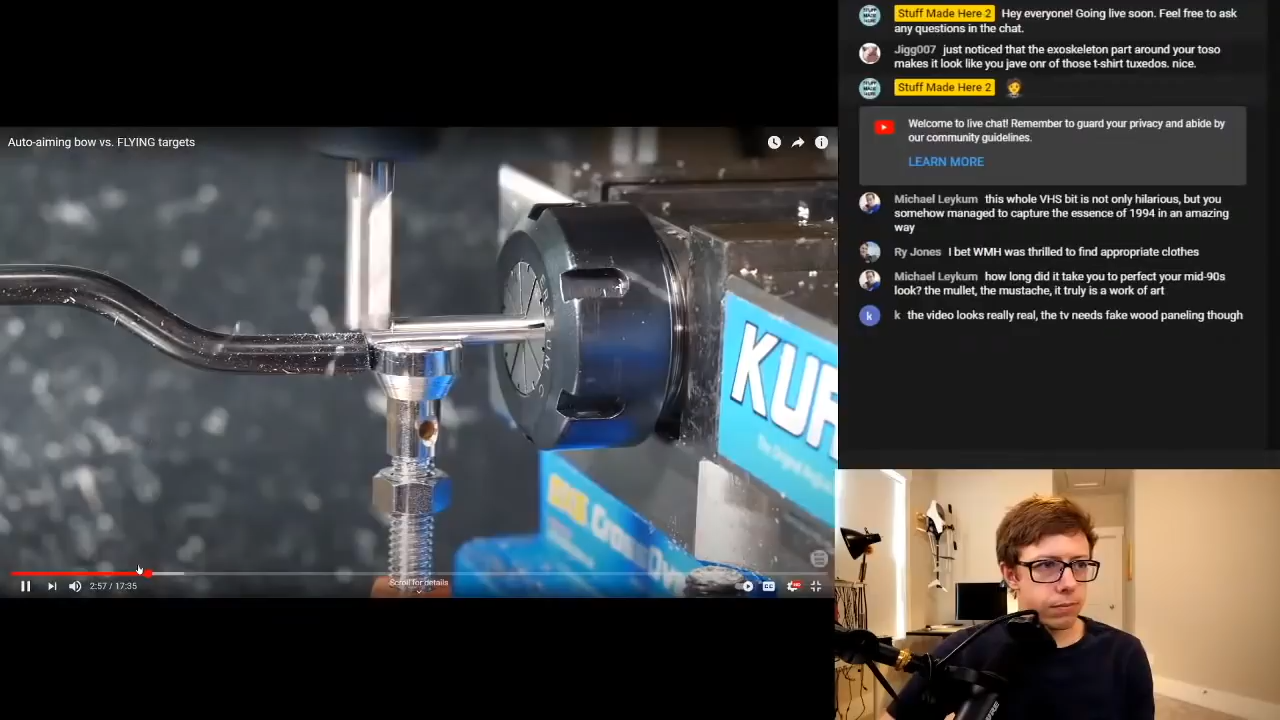 Auto-aiming bow vs. FLYING targets
KUR
2:57 / 17:35
Scroll for details
CC
Stuff Made Here 2 Hey everyone! Going live soon. Feel free to ask
any questions in the chat.
Jigg007 just noticed that the exoskeleton part around your toso
makes it look like you jave onr of those t-shirt tuxedos. nice.
Stuff Made Here 2
Welcome to live chat! Remember to guard your privacy and abide by
our community guidelines.
LEARN MORE
Michael Leykum this whole VHS bit is not only hilarious, but you
somehow managed to capture the essence of 1994 in an amazing
way
Ry Jones I bet WMH was thrilled to find appropriate clothes
Michael Leykum how long did it take you to perfect your mid-90s
look? the mullet, the mustache, it truly is a work of art
k the video looks really real, the tv needs fake wood paneling though